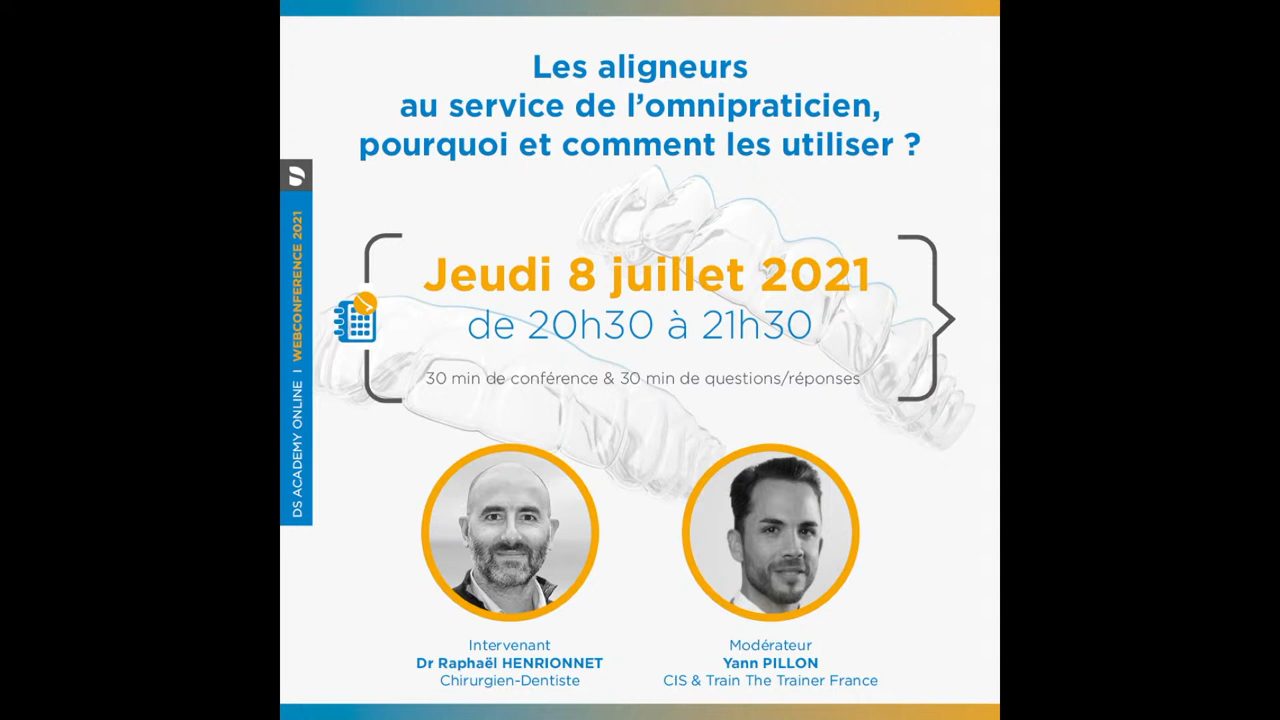 Les aligneurs
au service de l’omnipraticien,
pourquoi et comment les utiliser ?
DS ACADEMY ONLINE I WEBCONFERENCE 2021
Jeudi 8 juillet 2021
de 20h30 à 21h30
30 min de conférence & 30 min de questions/réponses
Intervenant
Dr Raphaël HENRIONNET
Chirurgien-Dentiste
Modérateur
Yann PILLON
CIS & Train The Trainer France